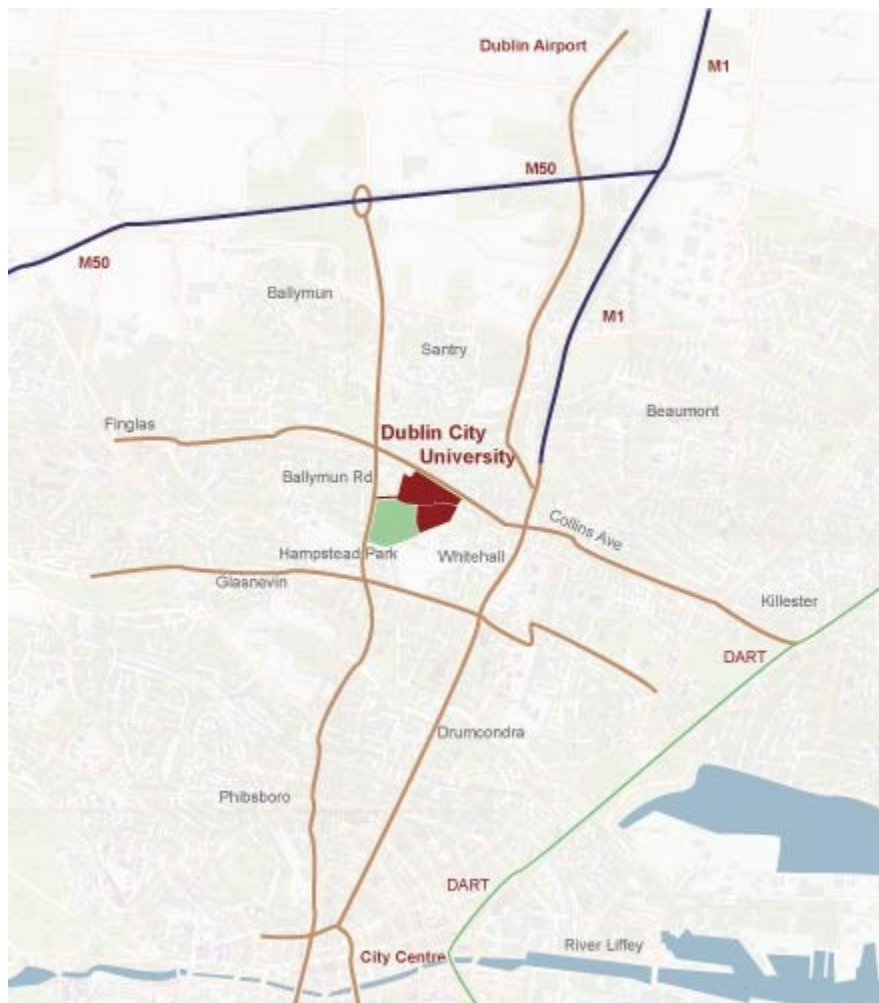 Dublin Airport
M1
M50
M50
Ballymun
M1
Santry
Beaumont
Finglas
Dublin City
University
Ballymun Rd
Collins Ave
Hampstead Park
Whitehall
Glasnevin
Killester
DART
Drumcondra
Phibsboro
DART
River Liffey
City Centre